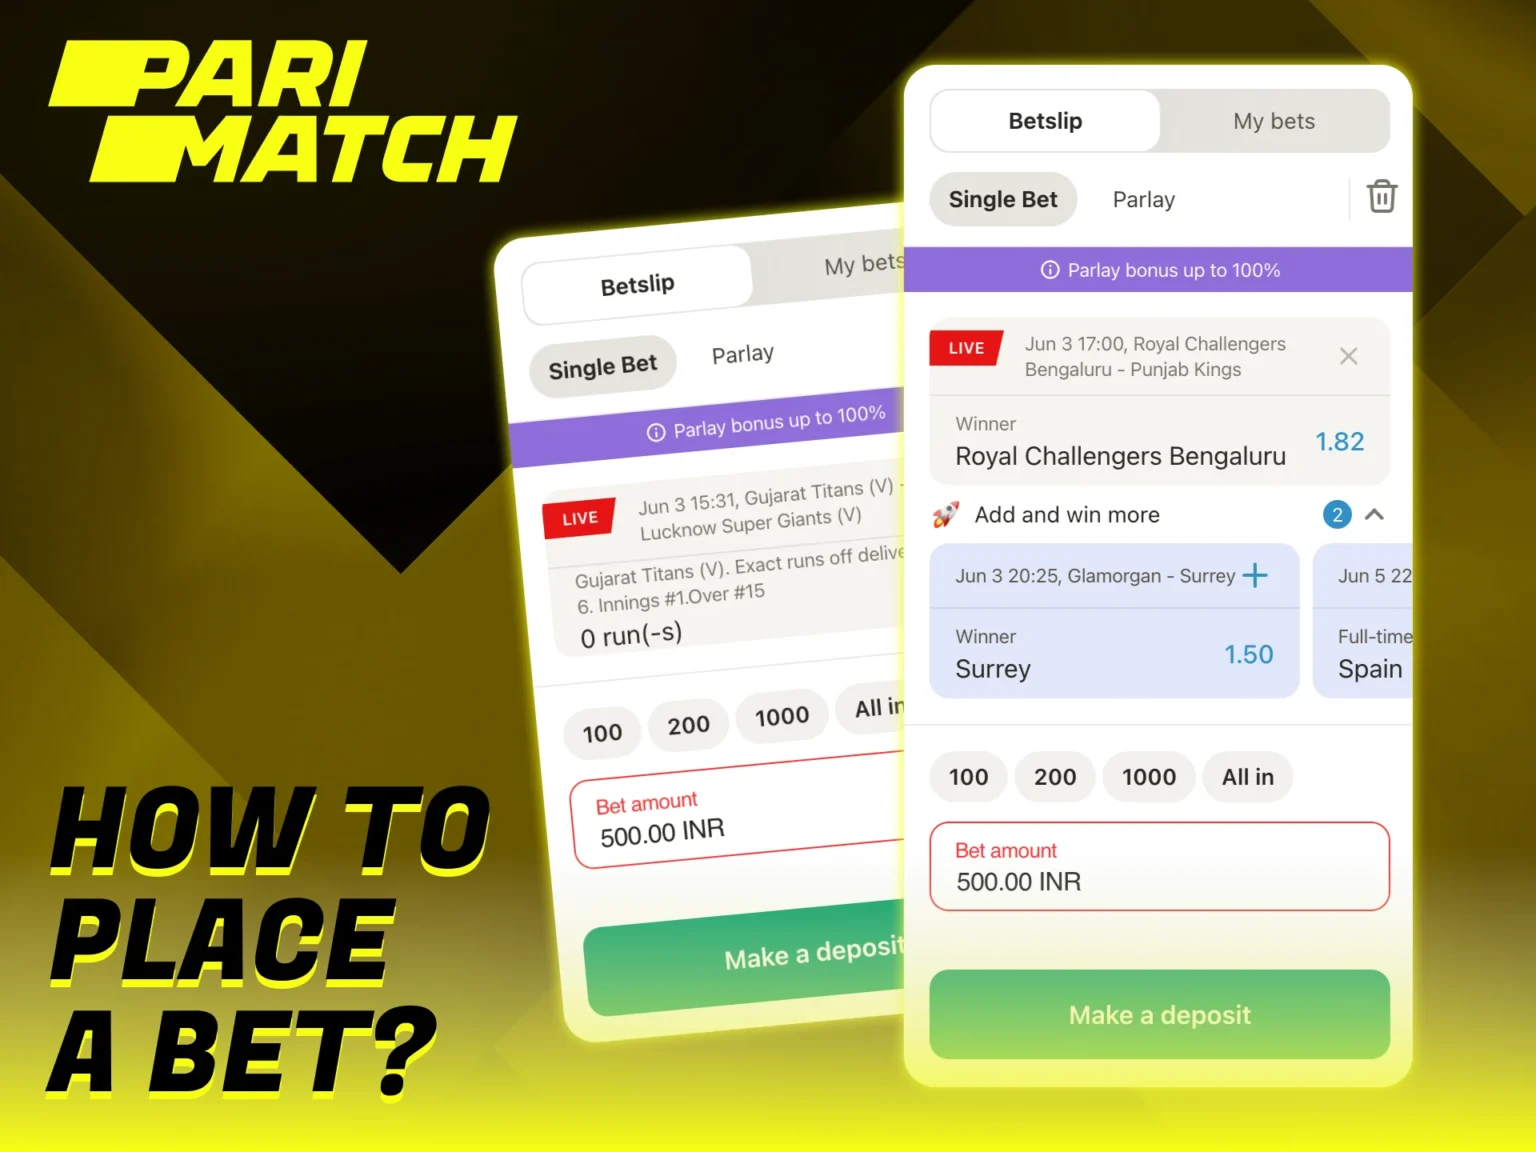 PARI
MATCH
HOW TO
PLACE
A BET?
Betslip
My bets
Single Bet
Parlay
Parlay bonus up to 100%
LIVE
Jun 3 15:31, Gujarat Titans (V) -
Lucknow Super Giants (V)
Gujarat Titans (V). Exact runs off delive
6. Innings #1.Over #15
0 run(-s)
100
200
1000
All in
Bet amount
500.00 INR
Make a deposit
Betslip
My bets
Single Bet
Parlay
Parlay bonus up to 100%
LIVE
Jun 3 17:00, Royal Challengers
Bengaluru - Punjab Kings
Winner
Royal Challengers Bengaluru
1.82
🚀 Add and win more
2
Jun 3 20:25, Glamorgan - Surrey
Winner
Surrey
1.50
Jun 5 22
Full-time
Spain
100
200
1000
All in
Bet amount
500.00 INR
Make a deposit